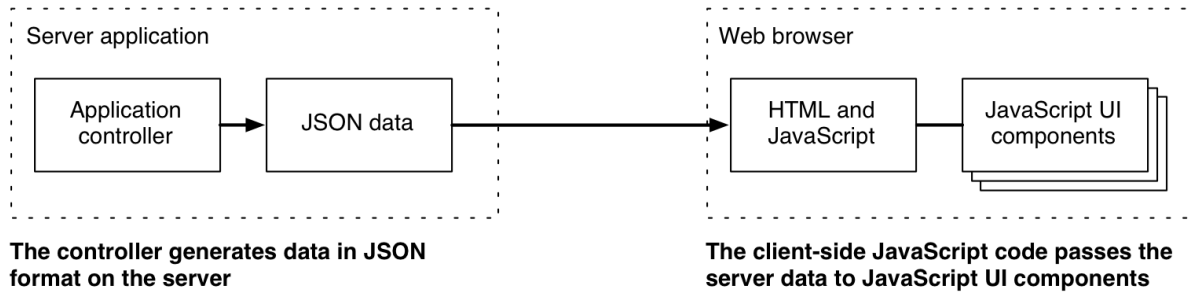 Server application
Application
controller
JSON data
The controller generates data in JSON
format on the server
Web browser
HTML and
JavaScript
JavaScript UI
components
The client-side JavaScript code passes the
server data to JavaScript UI components